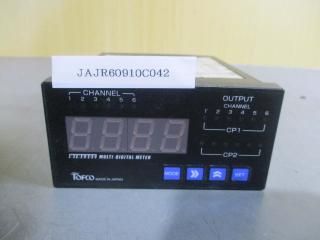 JAJR60910C042
CHANNEL
1 2 3 4 5 6
OUTPUT
CHANNEL
1 2 3 4 5 6
CP1
CP2
MULTI DIGITAL METER
TOFCO MADE IN JAPAN
MODE
SET